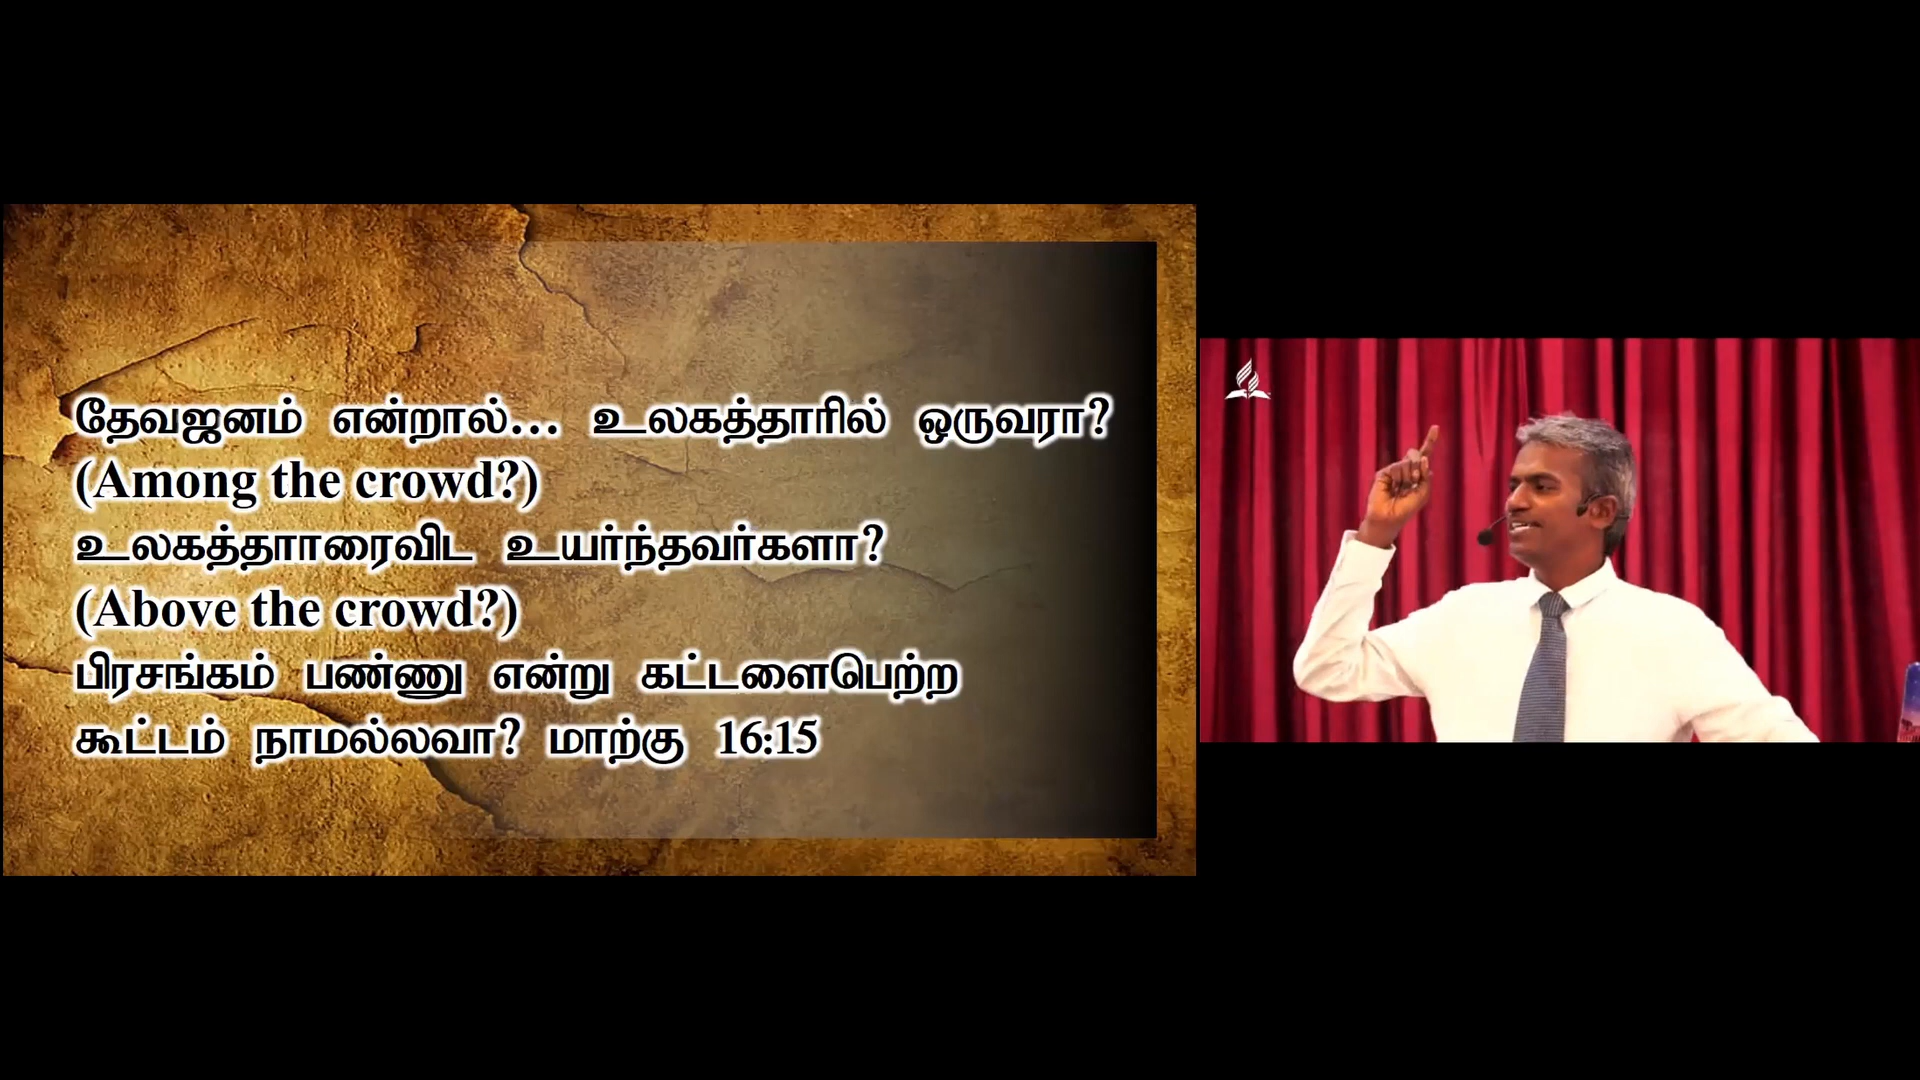 தேவஜனம் என்றால்... உலகத்தாரில் ஒருவரா?
(Among the crowd?)
உலகத்தாாரைவிட உயர்ந்தவர்களா?
(Above the crowd?)
பிரசங்கம் பண்ணு என்று கட்டளைபெற்ற
கூட்டம் நாமல்லவா? மாற்கு 16:15